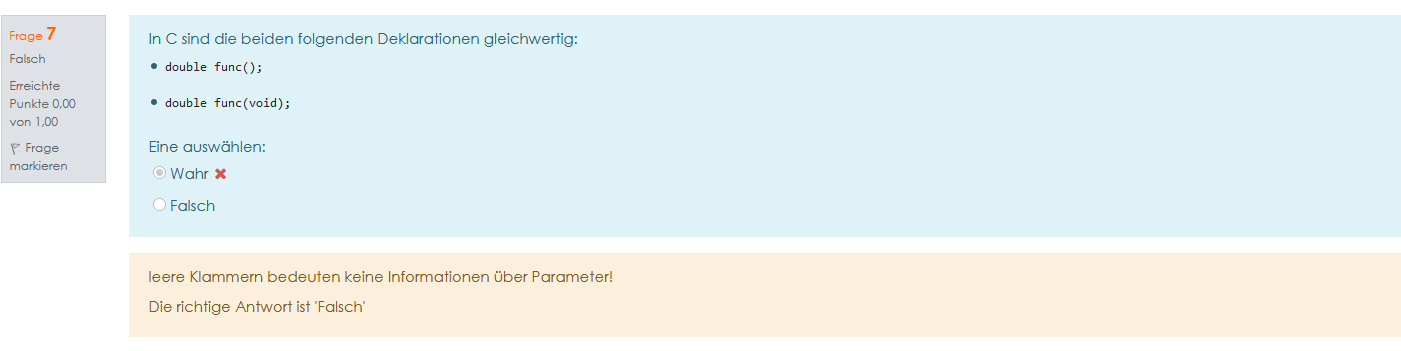 Frage 7
Falsch
Erreichte
Punkte 0,00
von 1,00
Frage
markieren
In C sind die beiden folgenden Deklarationen gleichwertig:
double func();
double func(void);
Eine auswählen:
Wahr
Falsch
leere Klammern bedeuten keine Informationen über Parameter!
Die richtige Antwort ist 'Falsch'